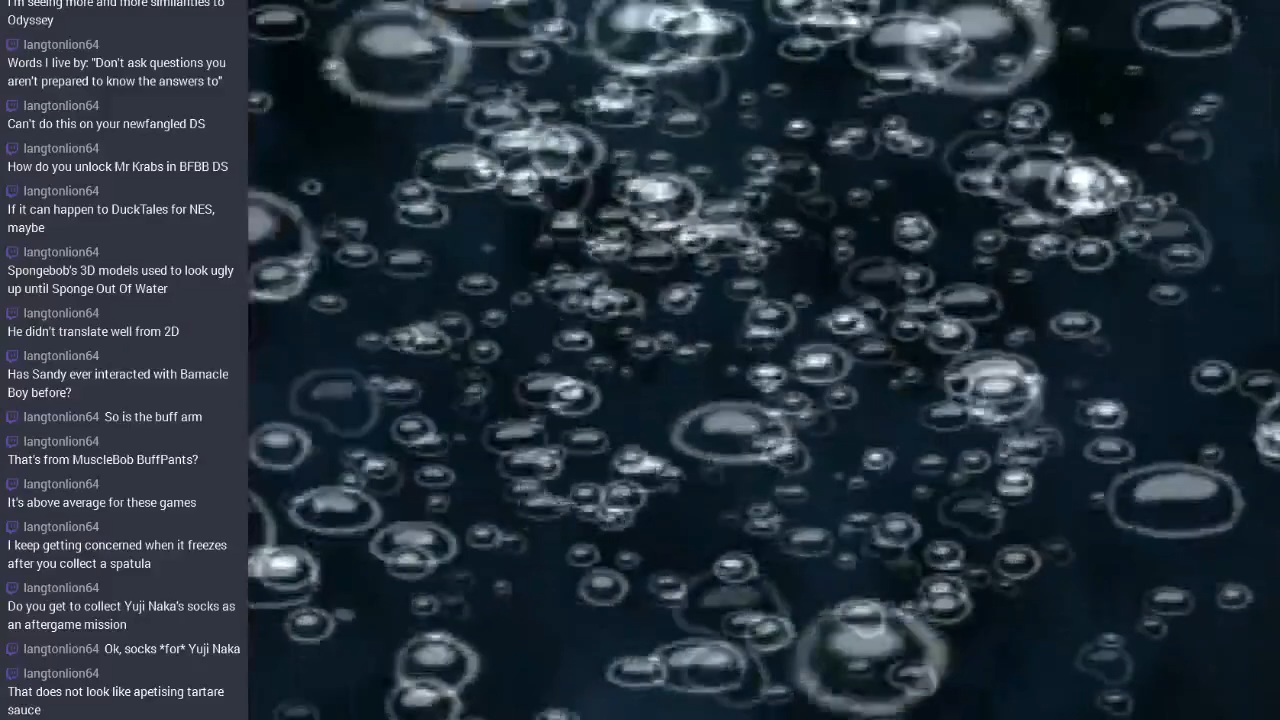 I'm seeing more and more similarities to
Odyssey
langtonlion64
Words I live by: "Don't ask questions you
aren't prepared to know the answers to"
langtonlion64
Can't do this on your newfangled DS
langtonlion64
How do you unlock Mr Krabs in BFBB DS
langtonlion64
If it can happen to DuckTales for NES,
maybe
langtonlion64
Spongebob's 3D models used to look ugly
up until Sponge Out Of Water
langtonlion64
He didn't translate well from 2D
langtonlion64
Has Sandy ever interacted with Barnacle
Boy before?
langtonlion64 So is the buff arm
langtonlion64
That's from MuscleBob BuffPants?
langtonlion64
It's above average for these games
langtonlion64
I keep getting concerned when it freezes
after you collect a spatula
langtonlion64
Do you get to collect Yuji Naka's socks as
an aftergame mission
langtonlion64 Ok, socks *for* Yuji Naka
langtonlion64
That does not look like apetising tartare
sauce